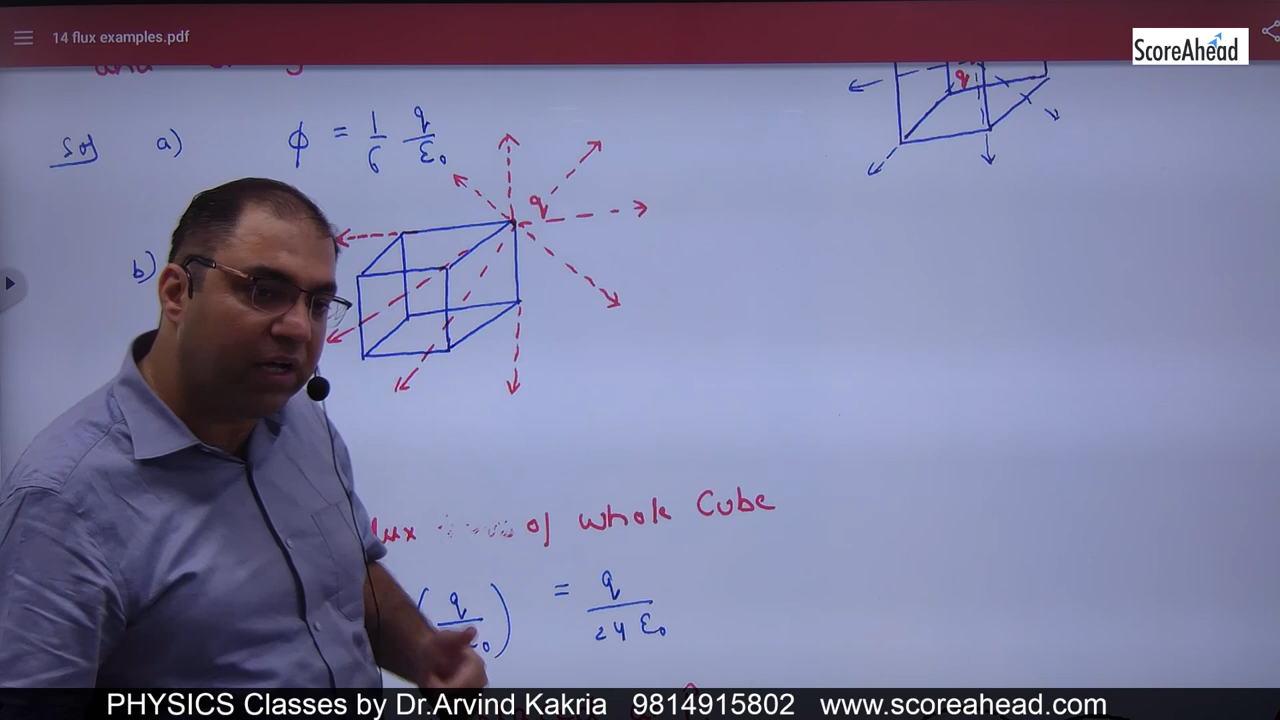 14 flux examples.pdf
ScoreAhead
and
q
Sol a) ϕ = 1/6 q/ε₀
q
b)
of whole Cube
= q/24 ε₀
PHYSICS Classes by Dr.Arvind Kakria 9814915802 www.scoreahead.com